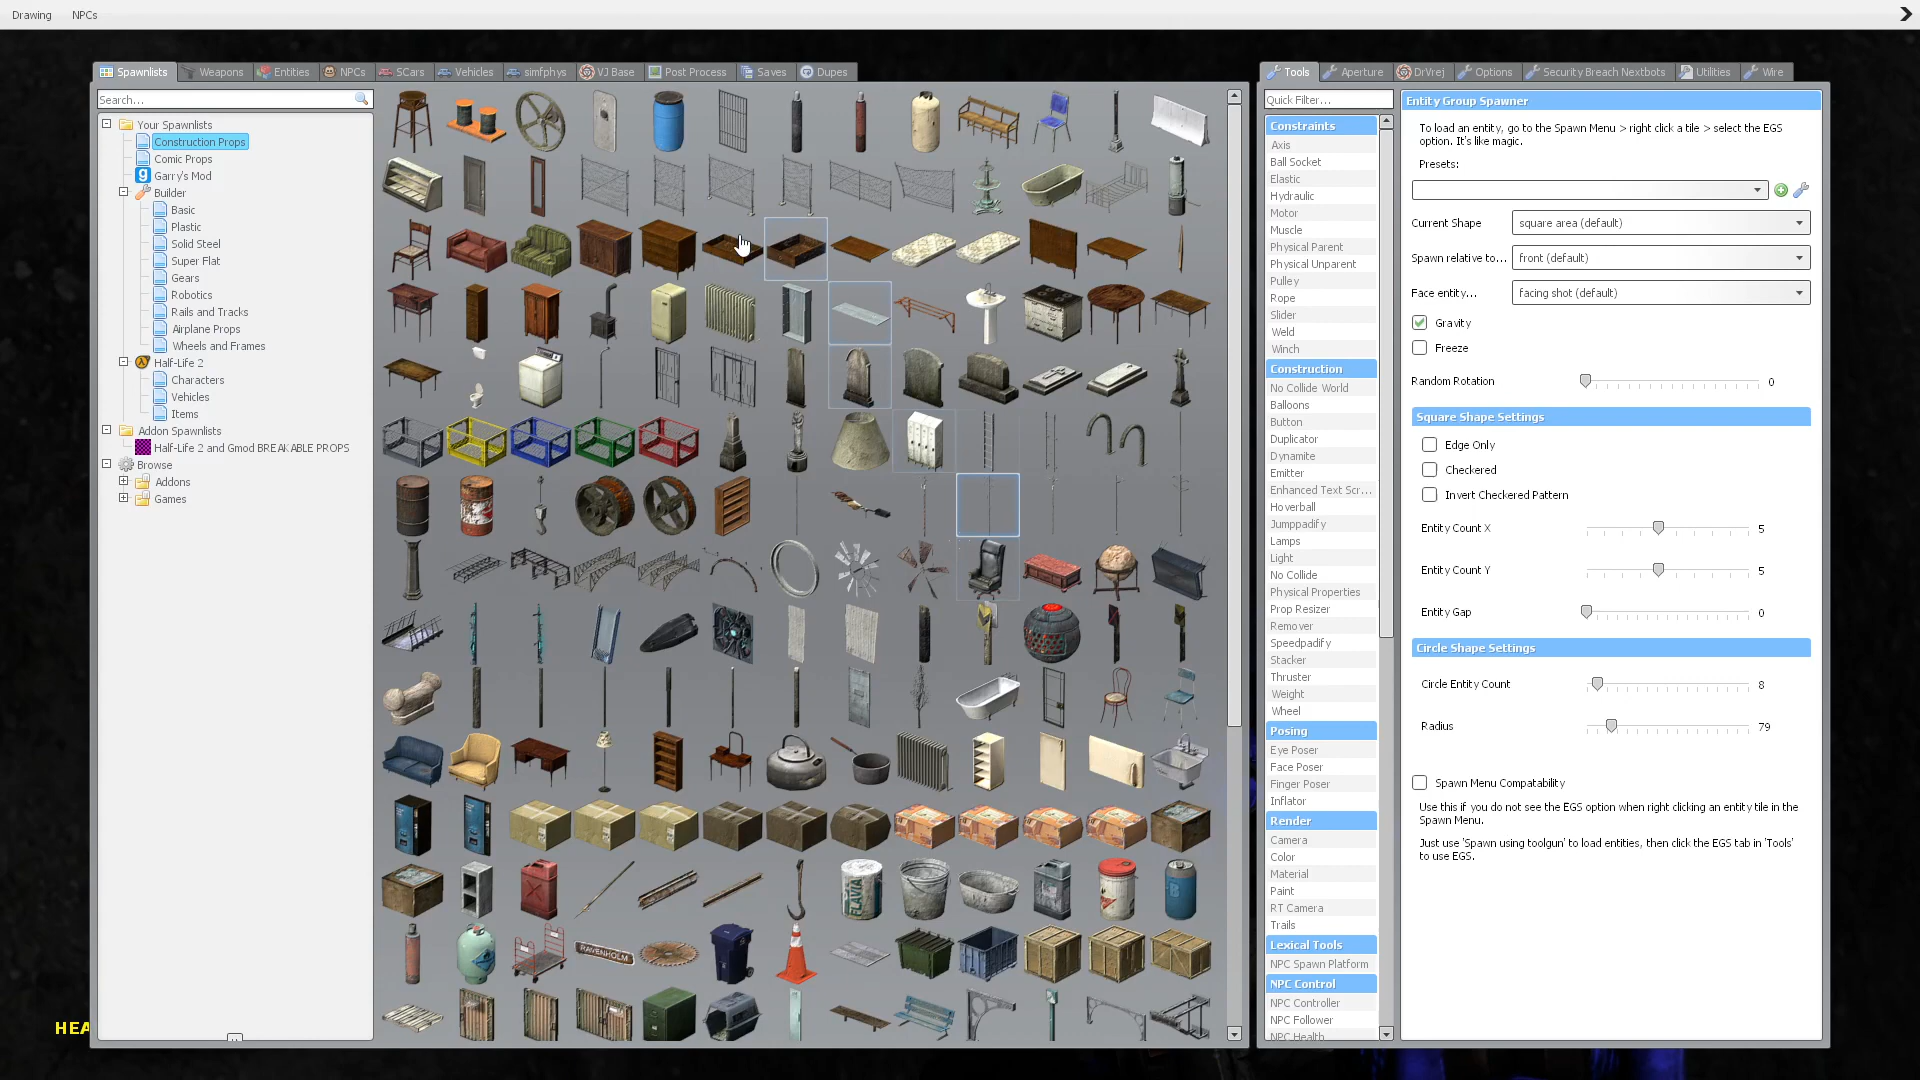 Drawing NPCs
Spawnlists Weapons Entities NPCs SCars Vehicles simfphys VJ Base Post Process Saves Dupes
Search...
Your Spawnlists
Construction Props
Comic Props
Garry's Mod
Builder
Basic
Plastic
Solid Steel
Super Flat
Gears
Robotics
Rails and Tracks
Airplane Props
Wheels and Frames
Half-Life 2
Characters
Vehicles
Items
Addon Spawnlists
Half-Life 2 and Gmod BREAKABLE PROPS
Browse
Addons
Games
HEA
FLAVIA
RAVENHOLM
Tools Aperture DrVrej Options Security Breach Nextbots Utilities Wire
Quick Filter...
Constraints
Axis
Ball Socket
Elastic
Hydraulic
Motor
Muscle
Physical Parent
Physical Unparent
Pulley
Rope
Slider
Weld
Winch
Construction
No Collide World
Balloons
Button
Duplicator
Dynamite
Emitter
Enhanced Text Scr...
Hoverball
Jumppadify
Lamps
Light
No Collide
Physical Properties
Prop Resizer
Remover
Speedpadify
Stacker
Thruster
Weight
Wheel
Posing
Eye Poser
Face Poser
Finger Poser
Inflator
Render
Camera
Color
Material
Paint
RT Camera
Trails
Lexical Tools
NPC Spawn Platform
NPC Control
NPC Controller
NPC Follower
NPC Health
Entity Group Spawner
To load an entity, go to the Spawn Menu > right click a tile > select the EGS
option. It's like magic.
Presets:
Current Shape square area (default)
Spawn relative to... front (default)
Face entity... facing shot (default)
Gravity
Freeze
Random Rotation 0
Square Shape Settings
Edge Only
Checkered
Invert Checkered Pattern
Entity Count X 5
Entity Count Y 5
Entity Gap 0
Circle Shape Settings
Circle Entity Count 8
Radius 79
Spawn Menu Compatability
Use this if you do not see the EGS option when right clicking an entity tile in the
Spawn Menu.
Just use 'Spawn using toolgun' to load entities, then click the EGS tab in 'Tools'
to use EGS.